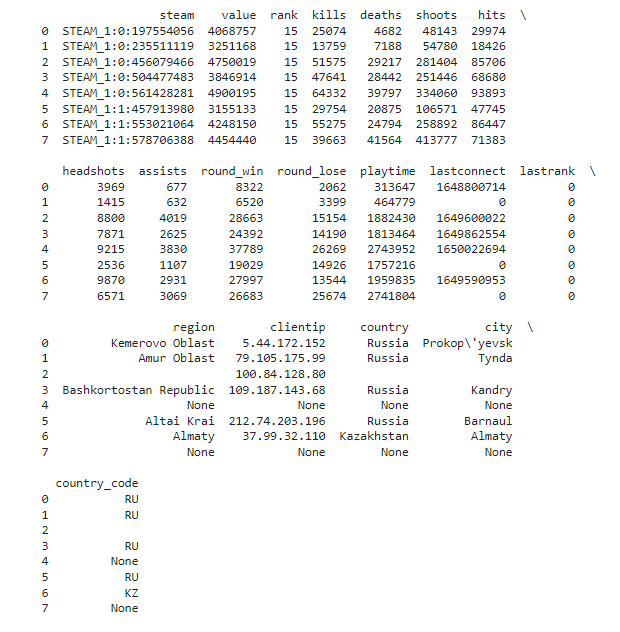 steam value rank kills deaths shoots hits \
0 STEAM_1:0:197554056 4068757 15 25074 4682 48143 29974
1 STEAM_1:0:235511119 3251168 15 13759 7188 54780 18426
2 STEAM_1:0:456079466 4750019 15 51575 29217 281404 85706
3 STEAM_1:0:504477483 3846914 15 47641 28442 251446 68680
4 STEAM_1:0:561428281 4900195 15 64332 39797 334060 93893
5 STEAM_1:1:457913980 3155133 15 29754 20875 106571 47745
6 STEAM_1:1:553021064 4248150 15 55275 24794 258892 86447
7 STEAM_1:1:578706388 4454440 15 39663 41564 413777 71383
headshots assists round_win round_lose playtime lastconnect lastrank \
0 3969 677 8322 2062 313647 1648800714 0
1 1415 632 6520 3399 464779 0 0
2 8800 4019 28663 15154 1882430 1649600022 0
3 7871 2625 24392 14190 1813464 1649862554 0
4 9215 3830 37789 26269 2743952 1650022694 0
5 2536 1107 19029 14926 1757216 0 0
6 9870 2931 27997 13544 1959835 1649590953 0
7 6571 3069 26683 25674 2741804 0 0
region clientip country city \
0 Kemerovo Oblast 5.44.172.152 Russia Prokop\'yevsk
1 Amur Oblast 79.105.175.99 Russia Tynda
2 100.84.128.80
3 Bashkortostan Republic 109.187.143.68 Russia Kandry
4 None None None None
5 Altai Krai 212.74.203.196 Russia Barnaul
6 Almaty 37.99.32.110 Kazakhstan Almaty
7 None None None None
country_code
0 RU
1 RU
2
3 RU
4 None
5 RU
6 KZ
7 None